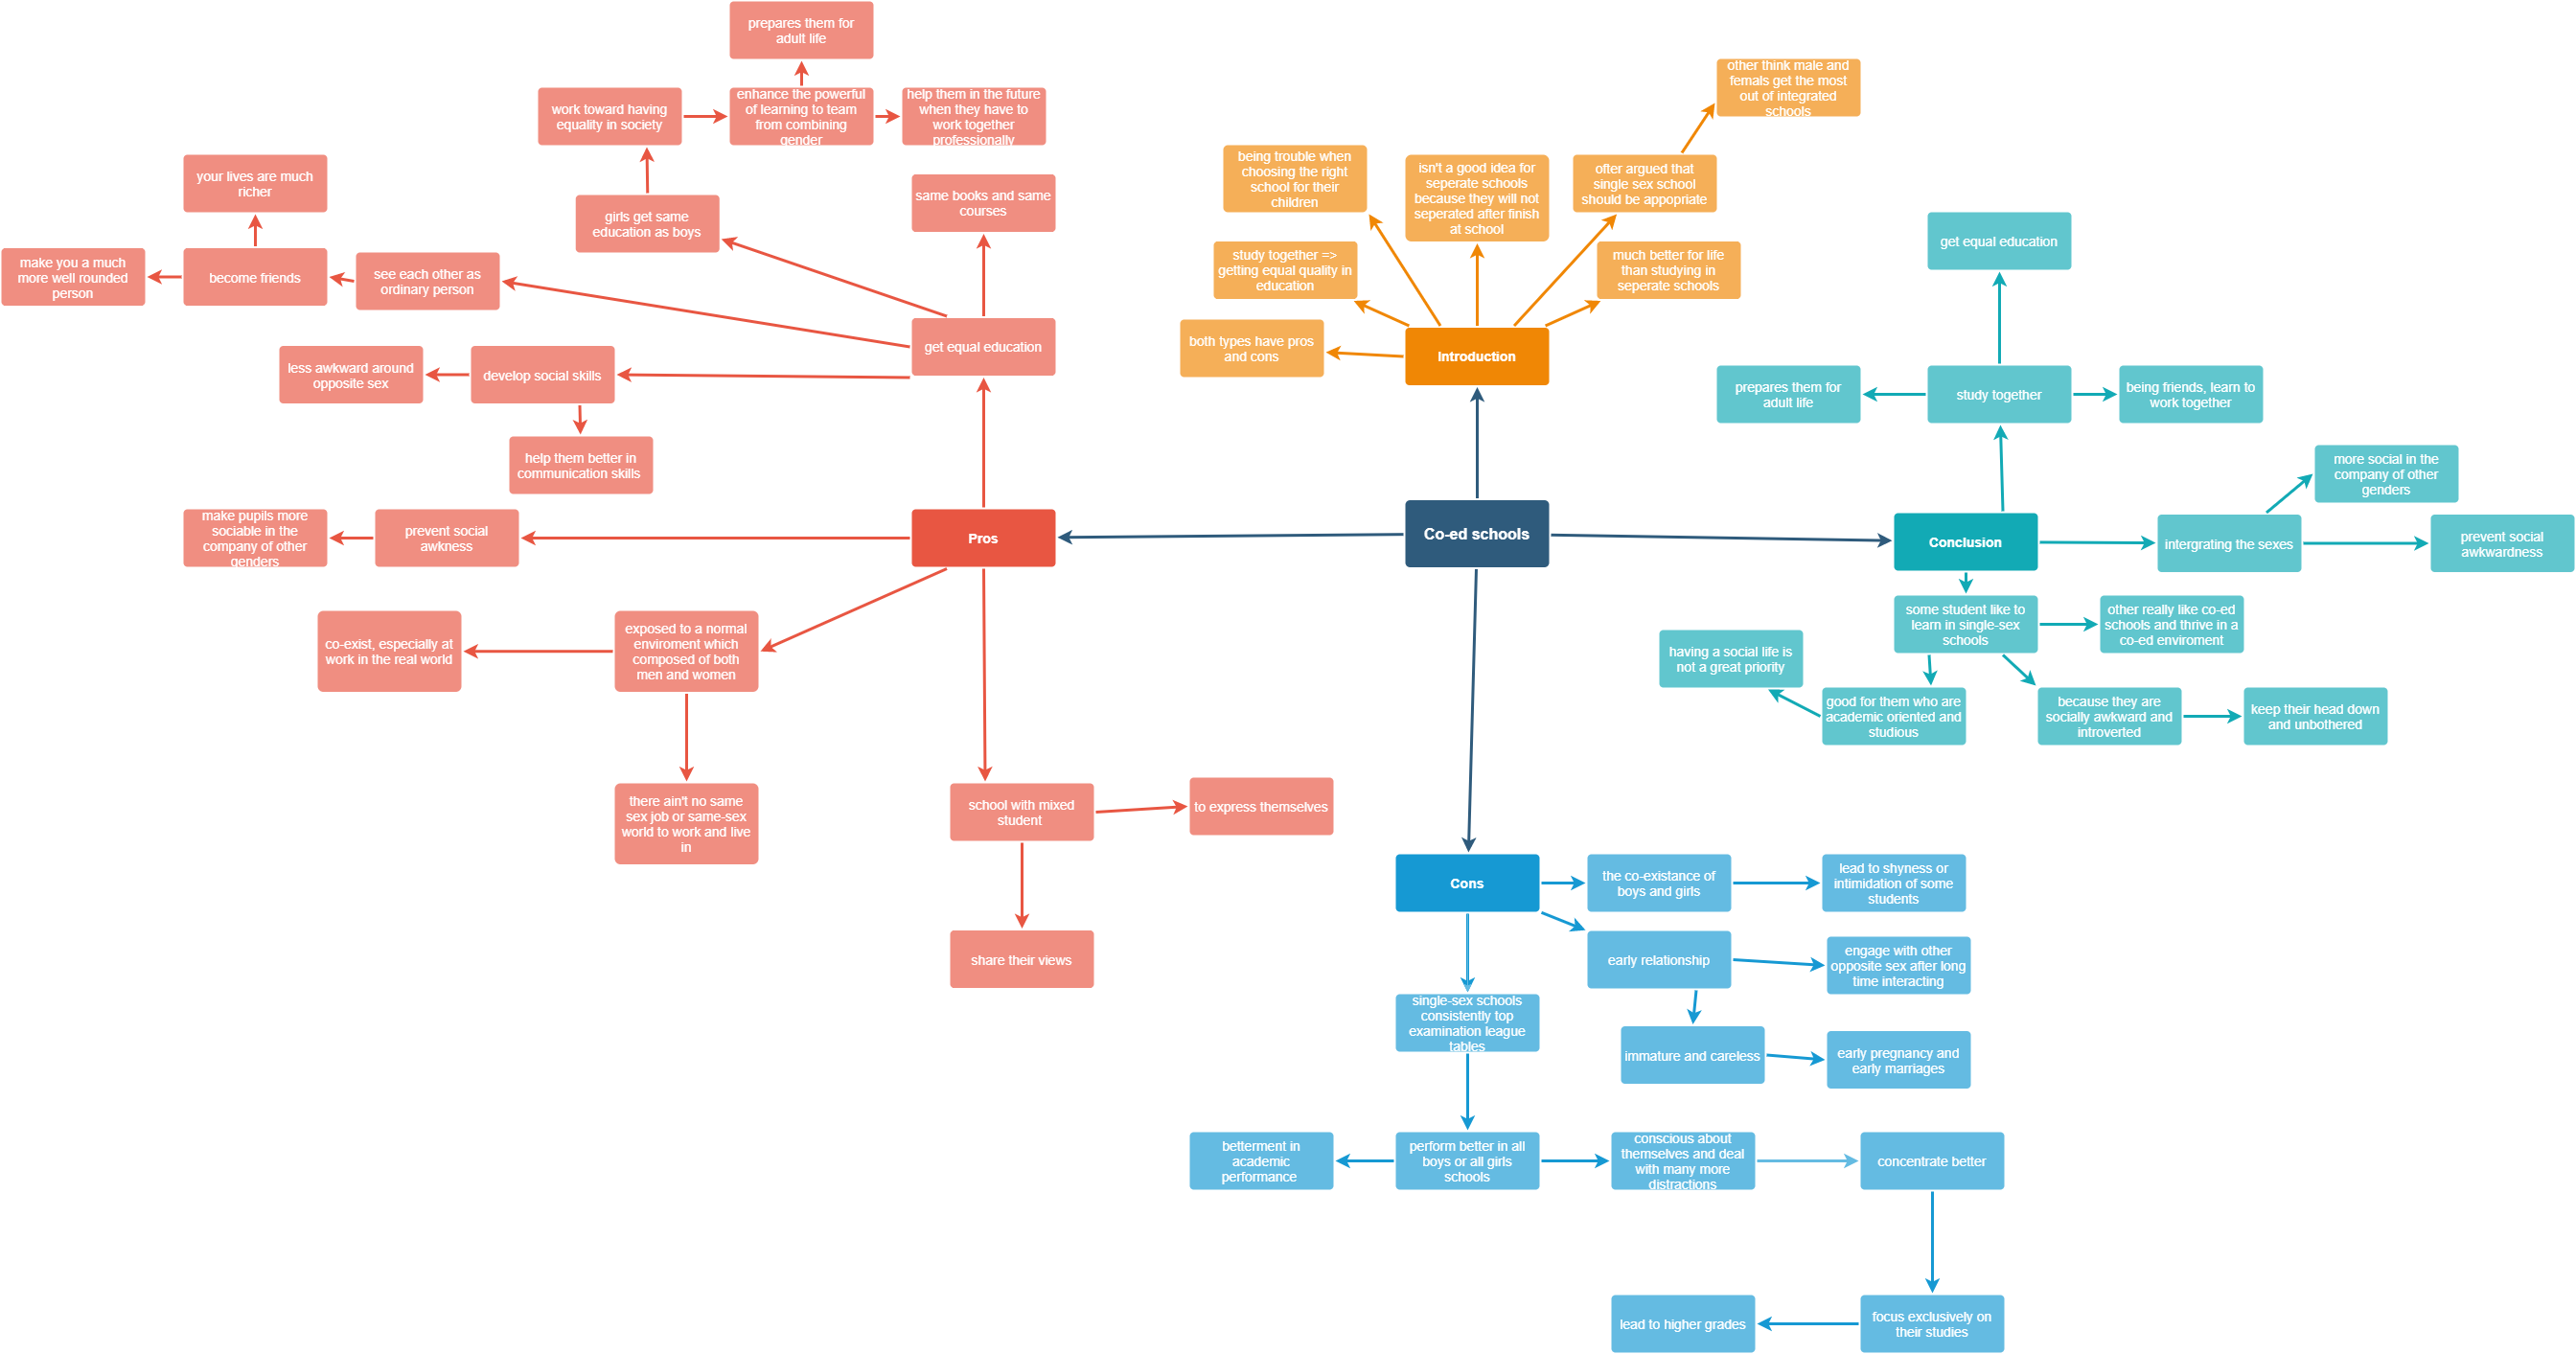 prepares them for
adult life
work toward having
equality in society
enhance the powerful
of learning to team
from combining
gender
help them in the future
when they have to
work together
professionally
your lives are much
richer
girls get same
education as boys
same books and same
courses
make you a much
more well rounded
person
become friends
see each other as
ordinary person
get equal education
less awkward around
opposite sex
develop social skills
help them better in
communication skills
make pupils more
sociable in the
company of other
genders
prevent social
awkness
Pros
co-exist, especially at
work in the real world
exposed to a normal
enviroment which
composed of both
men and women
there ain't no same
sex job or same-sex
world to work and live
in
school with mixed
student
to express themselves
share their views
other think male and
femals get the most
out of integrated
schools
being trouble when
choosing the right
school for their
children
isn't a good idea for
seperate schools
because they will not
seperated after finish
at school
ofter argued that
single sex school
should be appopriate
study together =>
getting equal quality in
education
much better for life
than studying in
seperate schools
both types have pros
and cons
Introduction
Co-ed schools
get equal education
prepares them for
adult life
study together
being friends, learn to
work together
more social in the
company of other
genders
Conclusion
intergrating the sexes
prevent social
awkwardness
some student like to
learn in single-sex
schools
other really like co-ed
schools and thrive in a
co-ed enviroment
having a social life is
not a great priority
good for them who are
academic oriented and
studious
because they are
socially awkward and
introverted
keep their head down
and unbothered
Cons
the co-existance of
boys and girls
lead to shyness or
intimidation of some
students
early relationship
engage with other
opposite sex after long
time interacting
single-sex schools
consistently top
examination league
tables
immature and careless
early pregnancy and
early marriages
betterment in
academic
performance
perform better in all
boys or all girls
schools
conscious about
themselves and deal
with many more
distractions
concentrate better
lead to higher grades
focus exclusively on
their studies